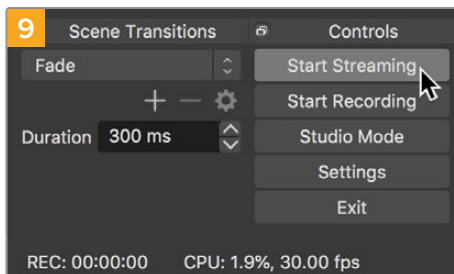 9
Scene Transitions
Controls
Fade
Start Streaming
Start Recording
Duration 300 ms
Studio Mode
Settings
Exit
REC: 00:00:00 CPU: 1.9%, 30.00 fps